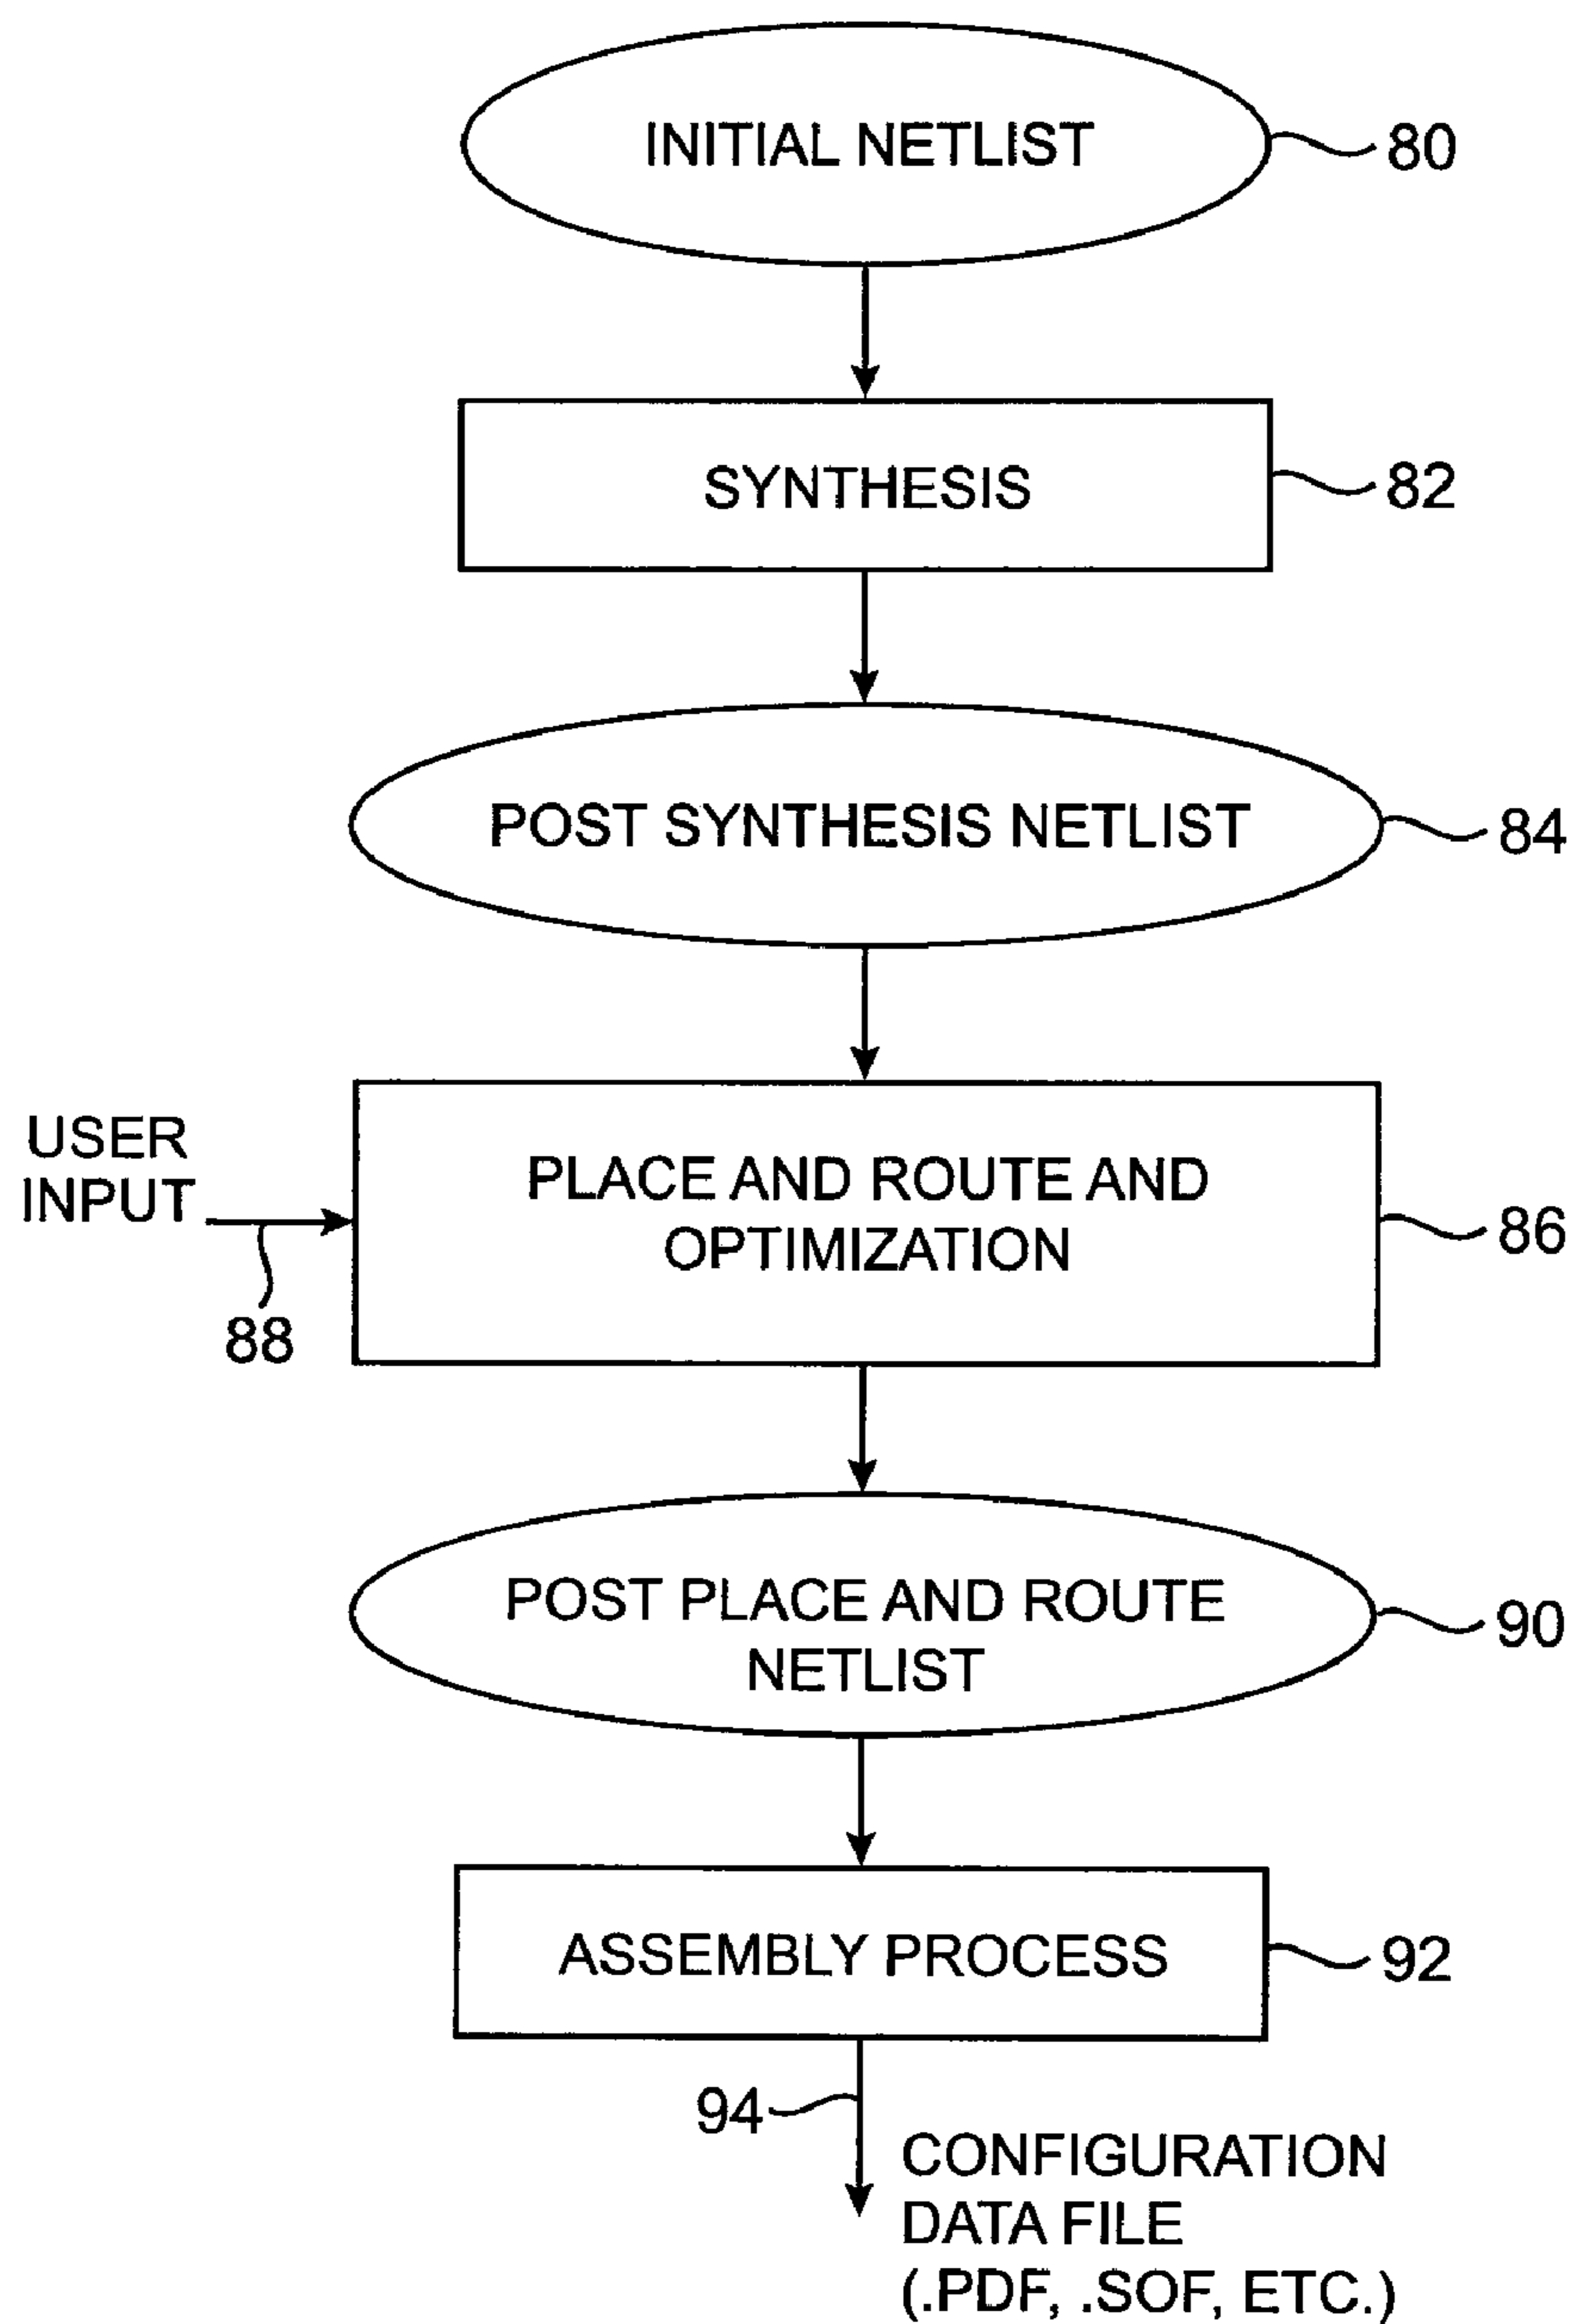 INITIAL NETLIST
80
SYNTHESIS
82
POST SYNTHESIS NETLIST
84
USER
INPUT
88
PLACE AND ROUTE AND
OPTIMIZATION
86
POST PLACE AND ROUTE
NETLIST
90
ASSEMBLY PROCESS
92
94
CONFIGURATION
DATA FILE
(.PDF, .SOF, ETC.)